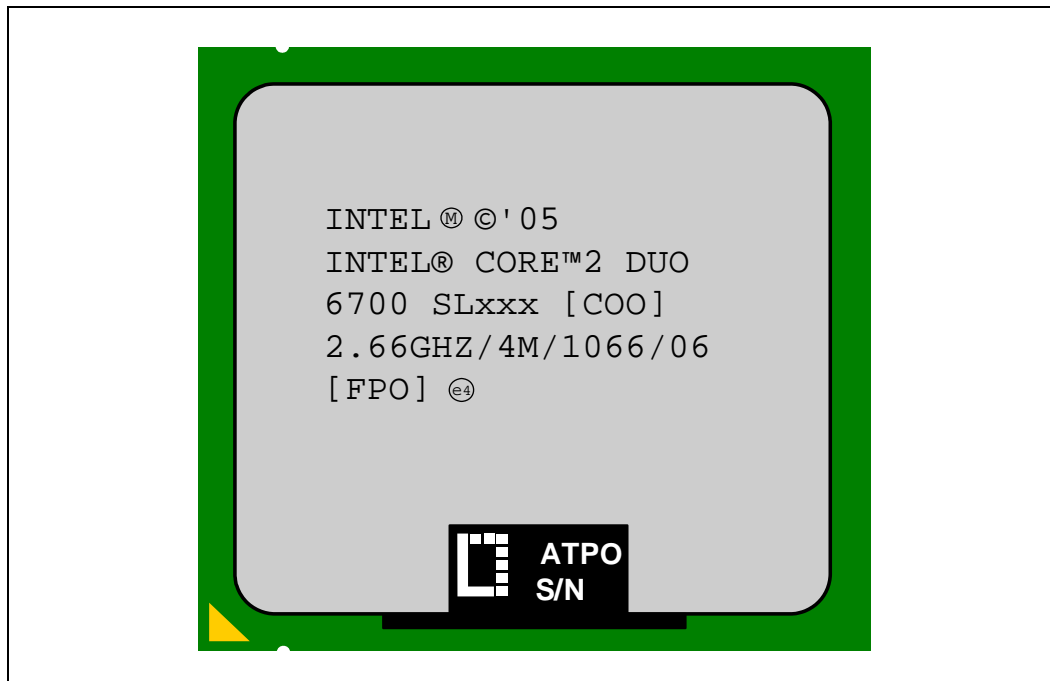 INTEL Ⓜ ©'05
INTEL® CORE™2 DUO
6700 SLxxx [COO]
2.66GHZ/4M/1066/06
[FPO] (e4)
ATPO
S/N